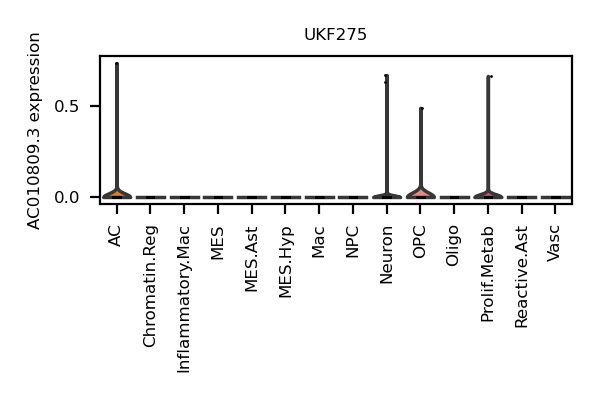 UKF275
AC010809.3 expression
0.5
0.0
AC
Chromatin.Reg
Inflammatory.Mac
MES
MES.Ast
MES.Hyp
Mac
NPC
Neuron
OPC
Oligo
Prolif.Metab
Reactive.Ast
Vasc